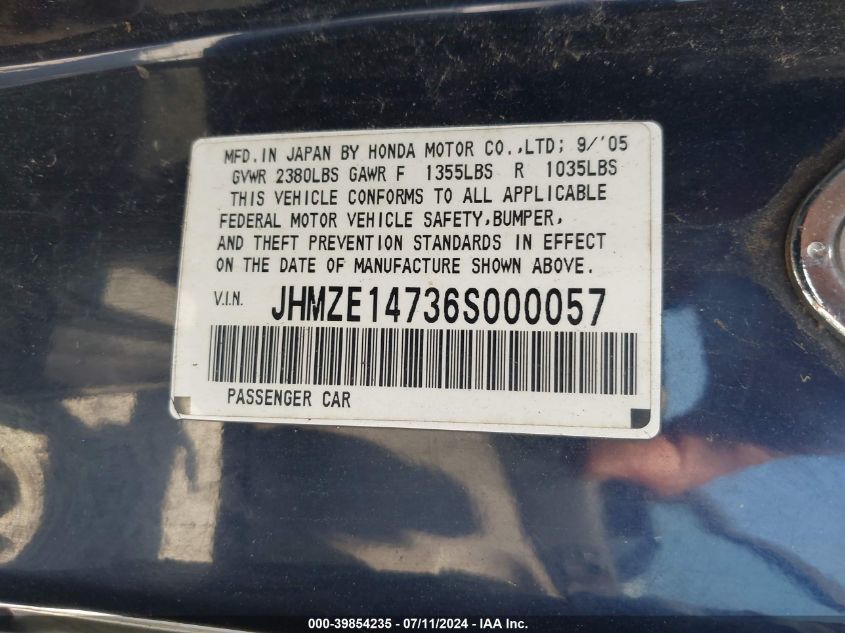 MFD.IN JAPAN BY HONDA MOTOR CO.,LTD; 9/'05
GVWR 2380LBS GAWR F 1355LBS R 1035LBS
THIS VEHICLE CONFORMS TO ALL APPLICABLE
FEDERAL MOTOR VEHICLE SAFETY,BUMPER,
AND THEFT PREVENTION STANDARDS IN EFFECT
ON THE DATE OF MANUFACTURE SHOWN ABOVE.
V.I.N. JHMZE14736S000057
PASSENGER CAR
000-39854235 - 07/11/2024 - IAA Inc.